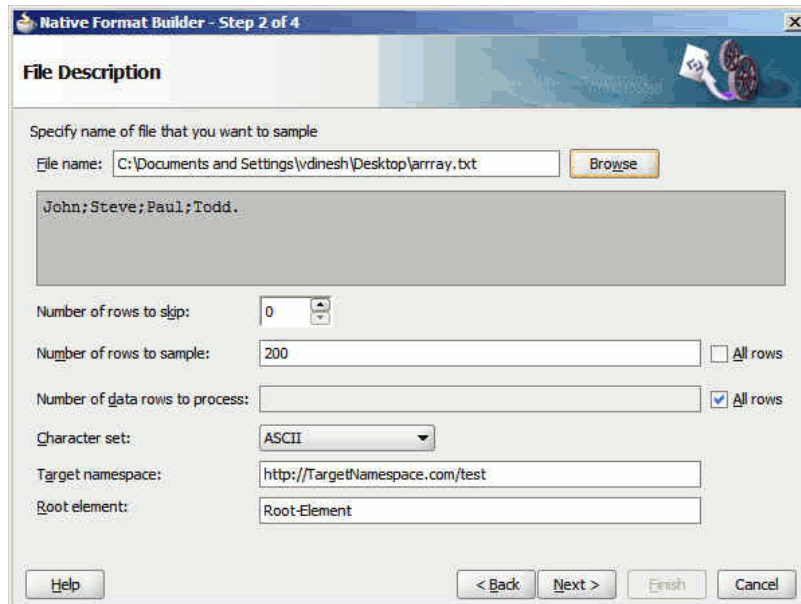 Native Format Builder - Step 2 of 4
File Description
Specify name of file that you want to sample
File name: C:\Documents and Settings\vdinesh\Desktop\arrray.txt Browse
John;Steve;Paul;Todd.
Number of rows to skip: 0
Number of rows to sample: 200 All rows
Number of data rows to process: All rows
Character set: ASCII
Target namespace: http://TargetNamespace.com/test
Root element: Root-Element
Help < Back Next > Finish Cancel